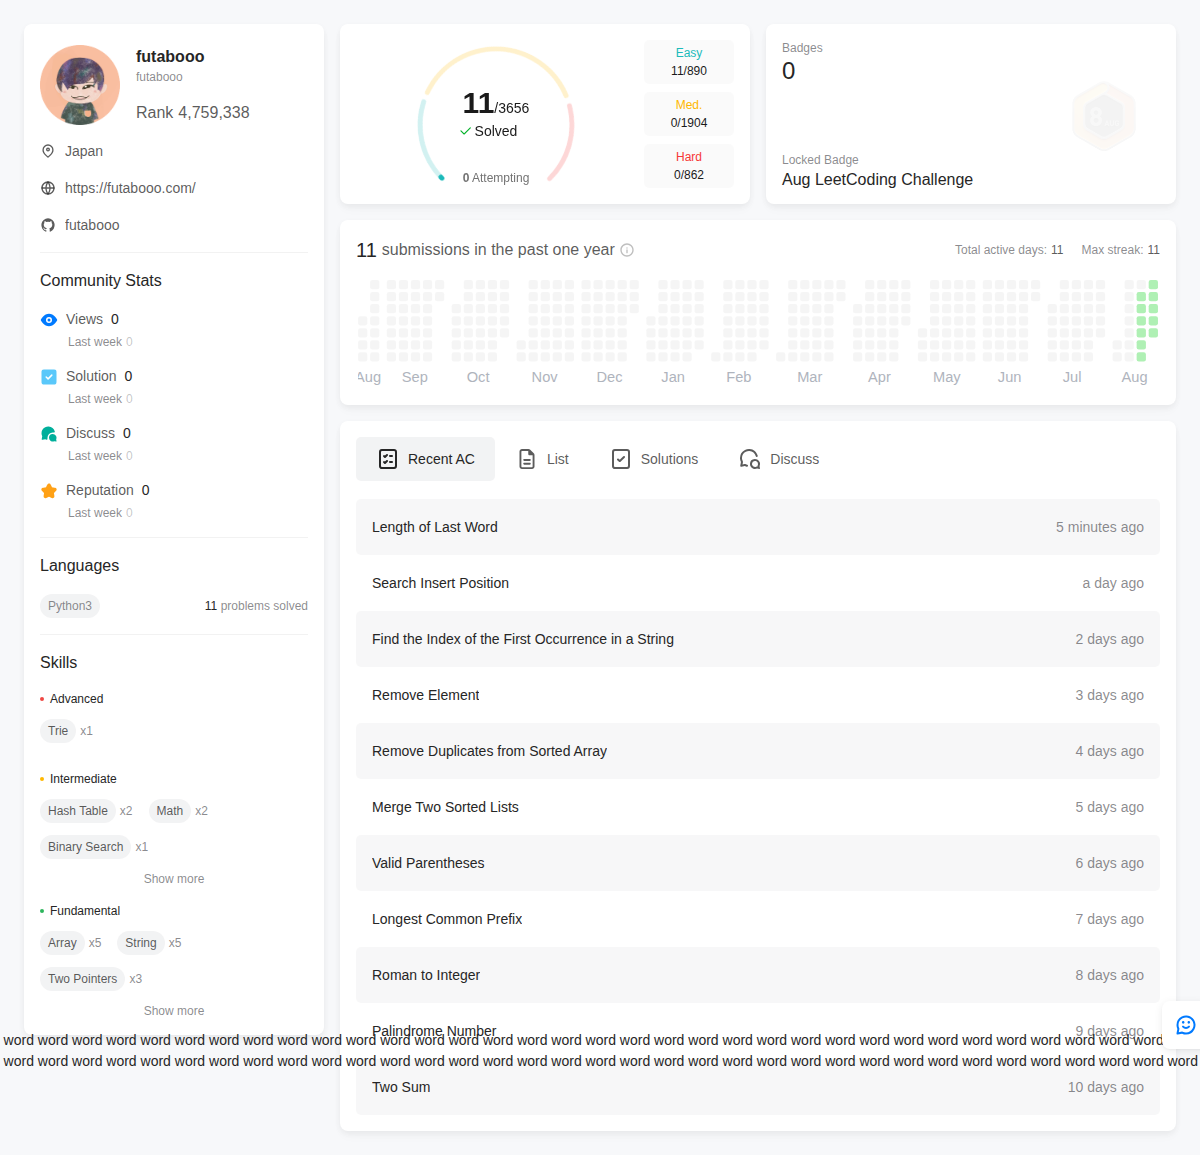 futabooo
futabooo
Rank 4,759,338
Japan
https://futabooo.com/
futabooo
Community Stats
Views 0
Last week 0
Solution 0
Last week 0
Discuss 0
Last week 0
Reputation 0
Last week 0
Languages
Python3 11 problems solved
Skills
Advanced
Trie x1
Intermediate
Hash Table x2 Math x2
Binary Search x1
Show more
Fundamental
Array x5 String x5
Two Pointers x3
Show more
11/3656
Solved
0 Attempting
Easy
11/890
Med.
0/1904
Hard
0/862
Badges
0
Locked Badge
Aug LeetCoding Challenge
11 submissions in the past one year Total active days: 11 Max streak: 11
Aug Sep Oct Nov Dec Jan Feb Mar Apr May Jun Jul Aug
Recent AC List Solutions Discuss
Length of Last Word 5 minutes ago
Search Insert Position a day ago
Find the Index of the First Occurrence in a String 2 days ago
Remove Element 3 days ago
Remove Duplicates from Sorted Array 4 days ago
Merge Two Sorted Lists 5 days ago
Valid Parentheses 6 days ago
Longest Common Prefix 7 days ago
Roman to Integer 8 days ago
Palindrome Number 9 days ago
word word word word word word word word word word word word word word word word word word word word word word word word word word word word word word word word word word
word word word word word word word word word word word word word word word word word word word word word word word word word word word word word word word word word word word
Two Sum 10 days ago